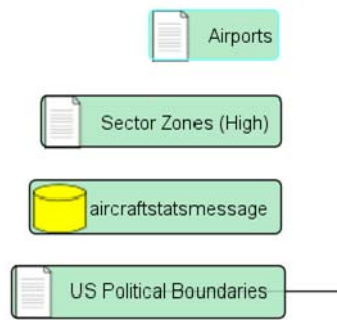 Airports
Sector Zones (High)
aircraftstatsmessage
US Political Boundaries